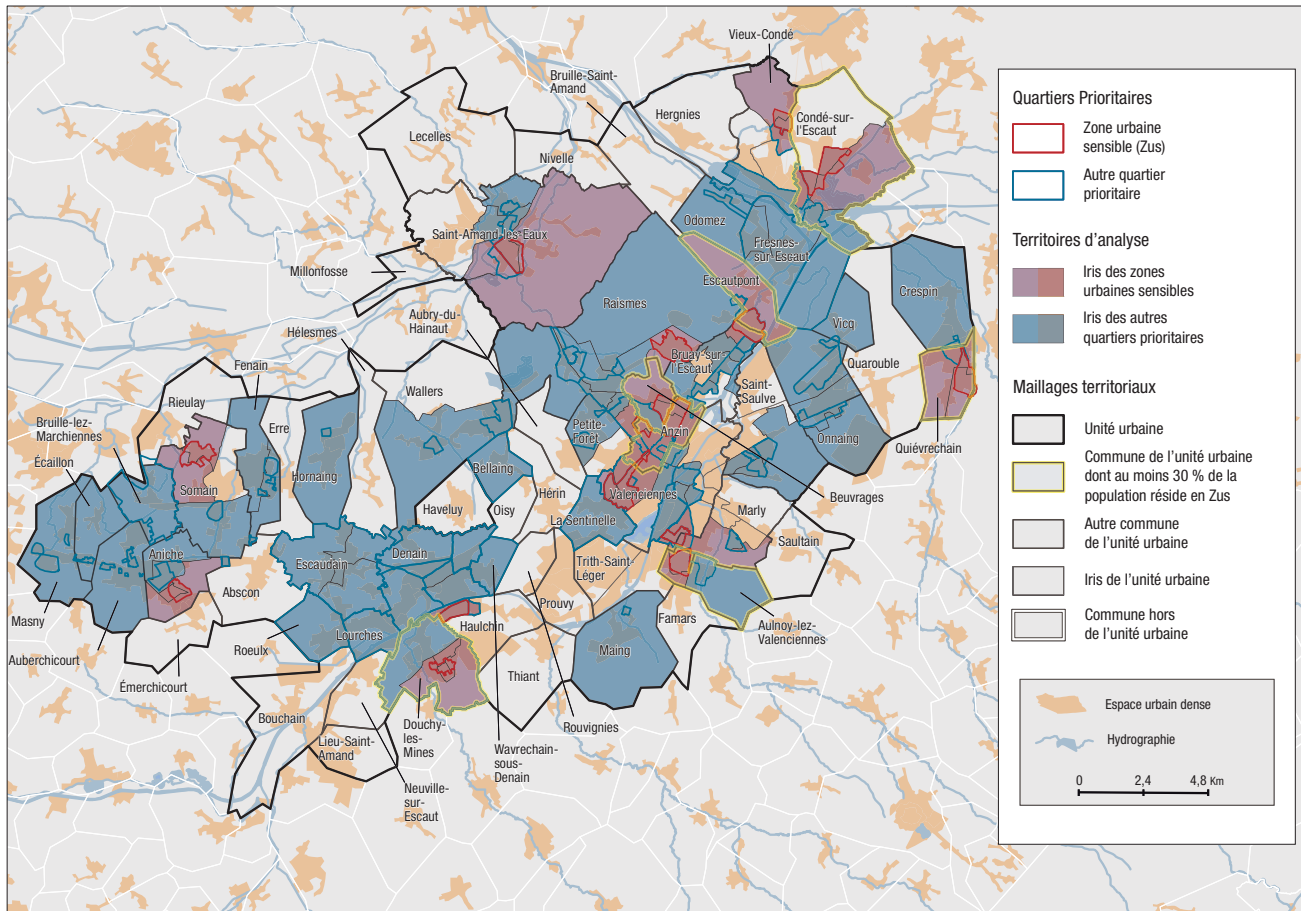 Vieux-Condé
Bruille-Saint-
Amand
Hergnies
Condé-sur-
l'Escaut
Lecelles
Nivelle
Odomez
Saint-Amand-les-Eaux
Fresnes-
sur-Escaut
Millonfosse
Escautpont
Crespin
Raismes
Aubry-du-
Hainaut
Vicq
Hélesmes
Quarouble
Bruay-sur-
l'Escaut
Fenain
Wallers
Saint-
Saulve
Rieulay
Bruille-lez-
Marchiennes
Erre
Petite-
Forêt
Anzin
Onnaing
Écaillon
Quiévrechain
Hornaing
Bellaing
Somain
Hérin
Valenciennes
Beuvrages
Haveluy
Oisy
Marly
La Sentinelle
Saultain
Aniche
Denain
Escaudain
Trith-Saint-
Léger
Abscon
Prouvy
Masny
Famars
Aulnoy-lez-
Valenciennes
Haulchin
Lourches
Roeulx
Maing
Auberchicourt
Thiant
Émerchicourt
Bouchain
Rouvignies
Douchy-
les-
Mines
Lieu-Saint-
Amand
Wavrechain-
sous-
Denain
Neuville-
sur-
Escaut
Quartiers Prioritaires
Zone urbaine
sensible (Zus)
Autre quartier
prioritaire
Territoires d'analyse
Iris des zones
urbaines sensibles
Iris des autres
quartiers prioritaires
Maillages territoriaux
Unité urbaine
Commune de l'unité urbaine
dont au moins 30 % de la
population réside en Zus
Autre commune
de l'unité urbaine
Iris de l'unité urbaine
Commune hors
de l'unité urbaine
Espace urbain dense
Hydrographie
0 2,4 4,8 Km